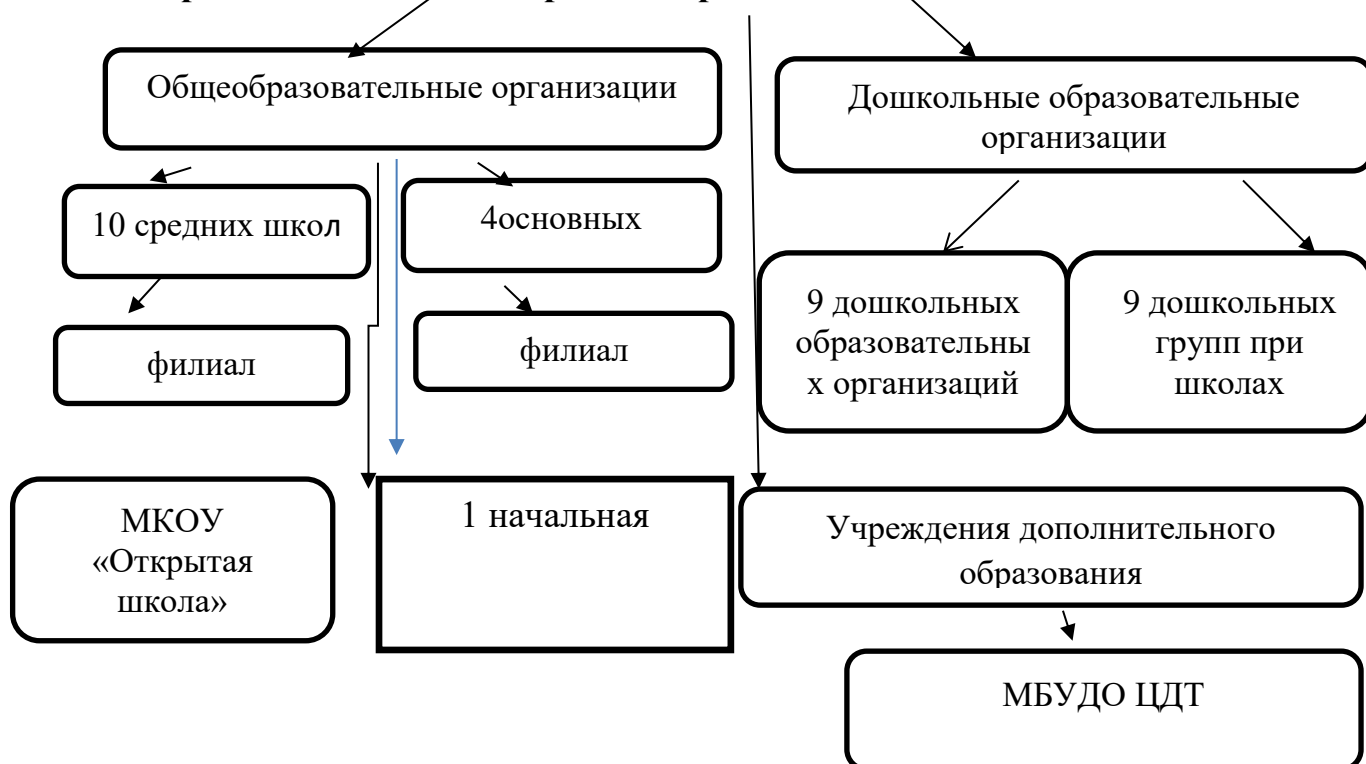 Общеобразовательные организации
Дошкольные образовательные
организации
10 средних школ
4основных
филиал
филиал
9 дошкольных
образовательны
х организаций
9 дошкольных
групп при
школах
МКОУ
«Открытая
школа»
1 начальная
Учреждения дополнительного
образования
МБУДО ЦДТ